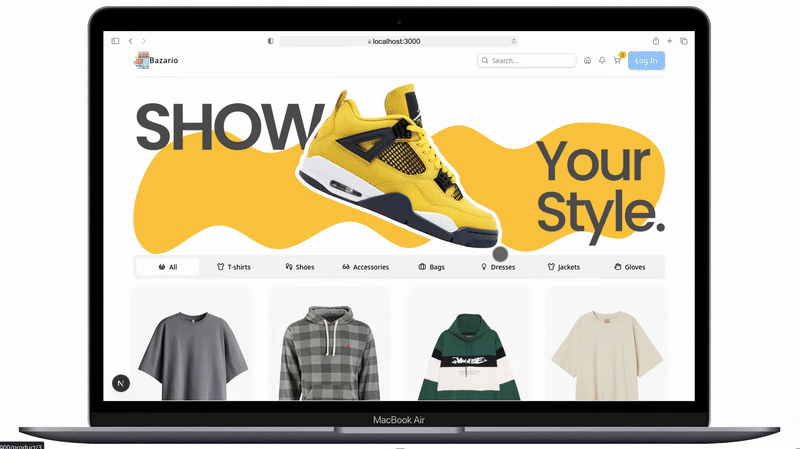 localhost:3000
Bazario
Search...
3
Log In
SHOW
Your
Style.
All
T-shirts
Shoes
Accessories
Bags
Dresses
Jackets
Gloves
N
MacBook Air
000/product/3